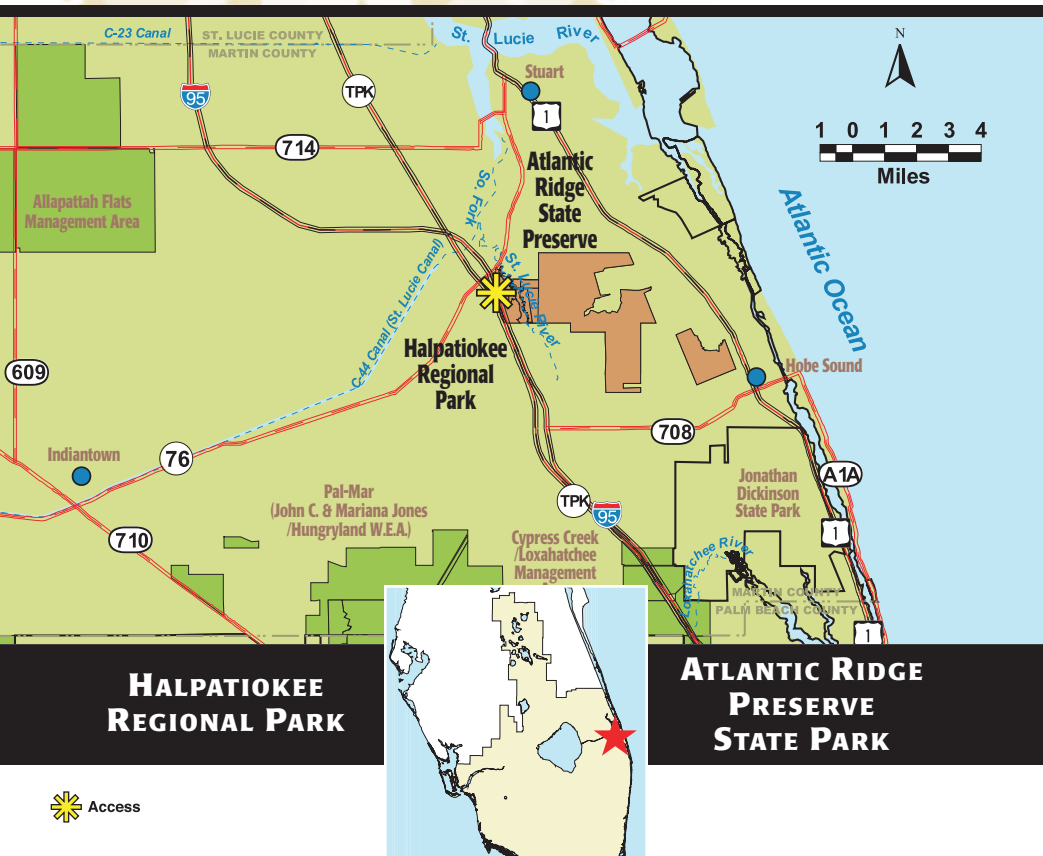 C-23 Canal
ST. LUCIE COUNTY
MARTIN COUNTY
St. Lucie River
N
Stuart
95
TPK
1
1 0 1 2 3 4
Miles
714
Atlantic
Ridge
State
Preserve
Allapattah Flats
Management Area
So. Fork
St. Lucie River
Atlantic Ocean
C-44 Canal (St. Lucie Canal)
Halpatiokee
Regional
Park
609
Hobe Sound
708
Indiantown
76
A1A
Jonathan
Dickinson
State Park
Pal-Mar
(John C. & Mariana Jones
/Hungryland W.E.A.)
TPK
95
1
710
Cypress Creek
/Loxahatchee
Management
Loxahatchee River
MARTIN COUNTY
PALM BEACH COUNTY
1
HALPATIOKEE
REGIONAL PARK
ATLANTIC RIDGE
PRESERVE
STATE PARK
Access